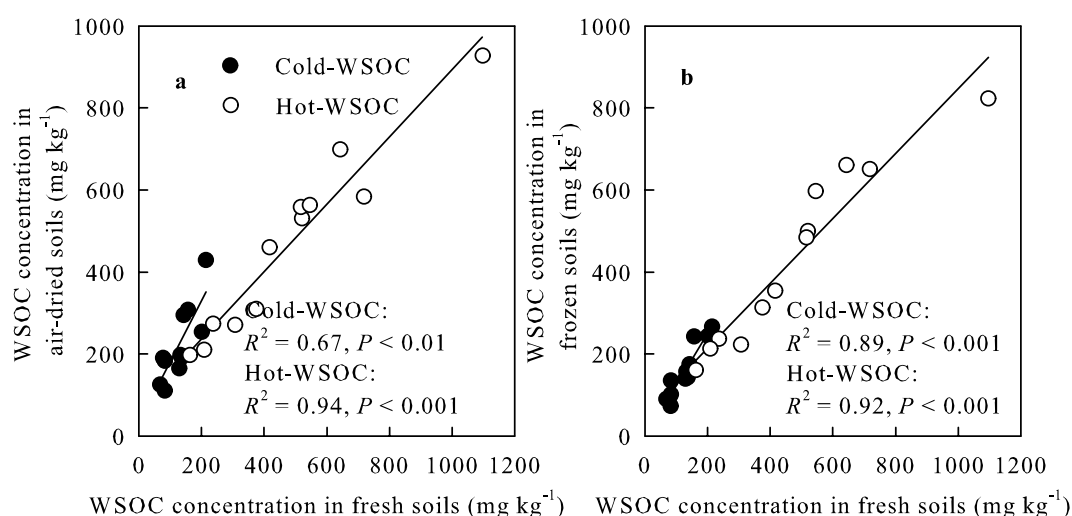 WSOC concentration in
air-dried soils (mg kg⁻¹)
1000
800
600
400
200
0
a
Cold-WSOC
Hot-WSOC
Cold-WSOC:
R² = 0.67, P < 0.01
Hot-WSOC:
R² = 0.94, P < 0.001
0 200 400 600 800 1000 1200
WSOC concentration in fresh soils (mg kg⁻¹)
WSOC concentration in
frozen soils (mg kg⁻¹)
1000
800
600
400
200
0
b
Cold-WSOC:
R² = 0.89, P < 0.001
Hot-WSOC:
R² = 0.92, P < 0.001
0 200 400 600 800 1000 1200
WSOC concentration in fresh soils (mg kg⁻¹)